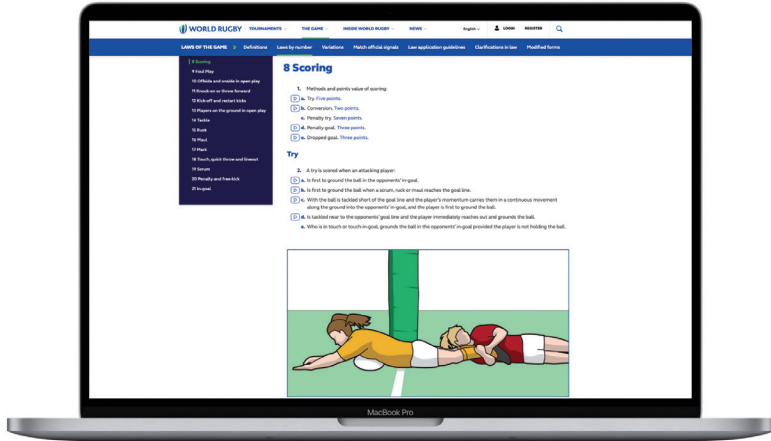 WORLD RUGBY TOURNAMENTS THE GAME INSIDE WORLD RUGBY NEWS English LOGIN REGISTER
LAWS OF THE GAME Definitions Laws by number Variations Match official signals Law application guidelines Clarifications in law Modified forms
8 Scoring
9 Foul Play
10 Offside and onside in open play
11 Knock-on or throw forward
12 Kick-off and restart kicks
13 Players on the ground in open play
14 Tackle
15 Ruck
16 Maul
17 Mark
18 Touch, quick throw and lineout
19 Scrum
20 Penalty and free-kick
21 In-goal
8 Scoring
1. Methods and points value of scoring:
a. Try. Five points.
b. Conversion. Two points.
c. Penalty try. Seven points.
d. Penalty goal. Three points.
e. Dropped goal. Three points.
Try
2. A try is scored when an attacking player:
a. Is first to ground the ball in the opponents' in-goal.
b. Is first to ground the ball when a scrum, ruck or maul reaches the goal line.
c. With the ball is tackled short of the goal line and the player's momentum carries them in a continuous movement
along the ground into the opponents' in-goal, and the player is first to ground the ball.
d. Is tackled near to the opponents' goal line and the player immediately reaches out and grounds the ball.
e. Who is in touch or touch-in-goal, grounds the ball in the opponents' in-goal provided the player is not holding the ball.
MacBook Pro